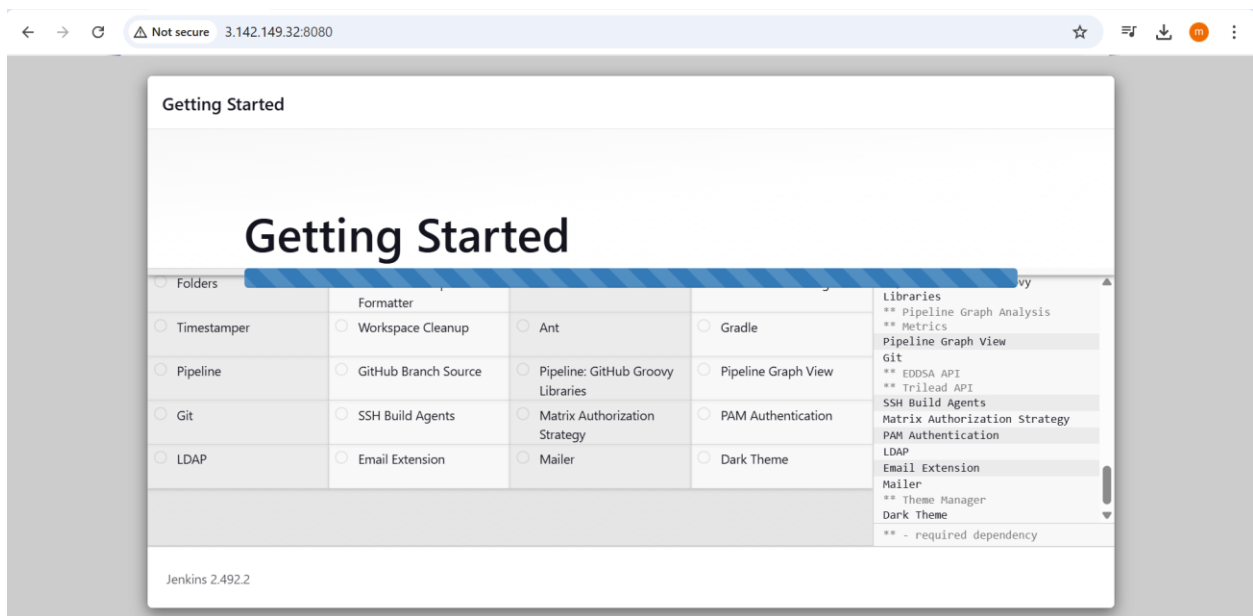 Not secure
3.142.149.32:8080
m
Getting Started
Getting Started
Folders
Formatter
Timestamper
Workspace Cleanup
Ant
Gradle
Pipeline
GitHub Branch Source
Pipeline: GitHub Groovy
Libraries
Pipeline Graph View
Git
SSH Build Agents
Matrix Authorization
Strategy
PAM Authentication
LDAP
Email Extension
Mailer
Dark Theme
Libraries
** Pipeline Graph Analysis
** Metrics
Pipeline Graph View
Git
** EDDSA API
** Trilead API
SSH Build Agents
Matrix Authorization Strategy
PAM Authentication
LDAP
Email Extension
Mailer
** Theme Manager
Dark Theme
** - required dependency
Jenkins 2.492.2